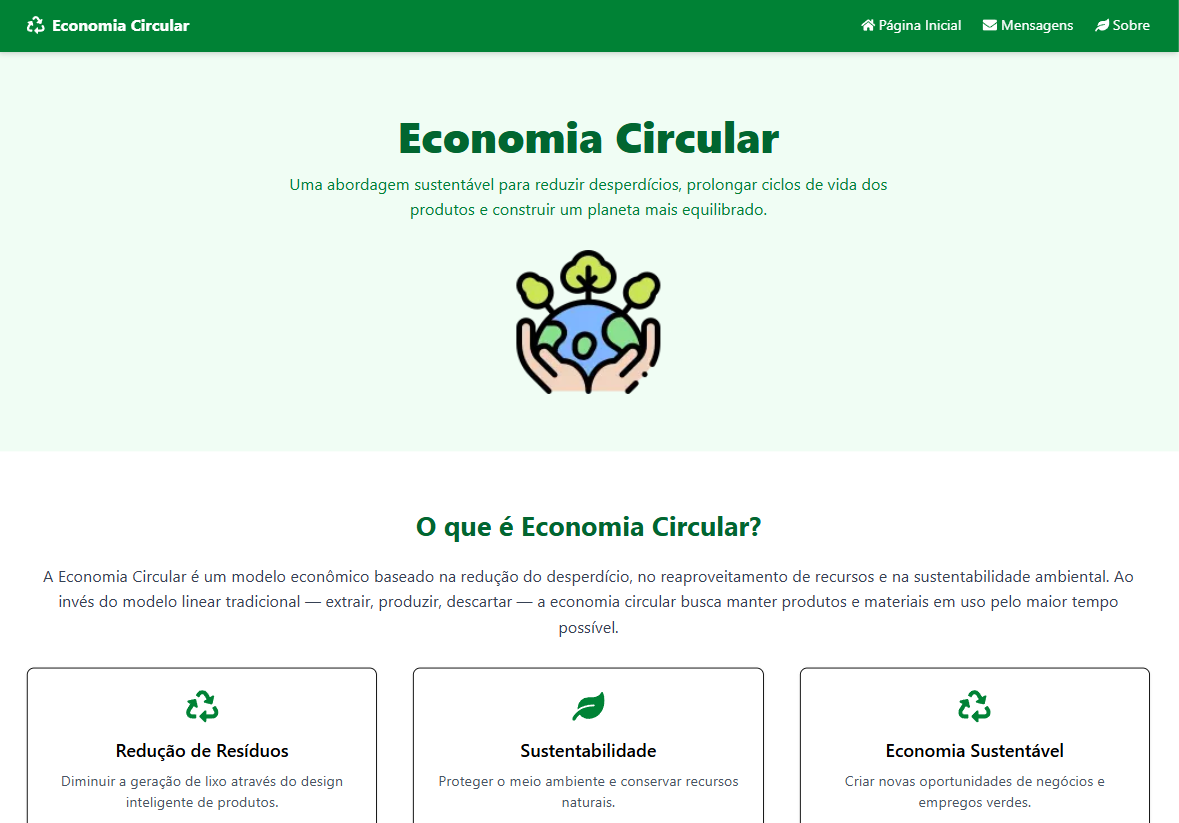 Economia Circular
Página Inicial
Mensagens
Sobre
Economia Circular
Uma abordagem sustentável para reduzir desperdícios, prolongar ciclos de vida dos
produtos e construir um planeta mais equilibrado.
O que é Economia Circular?
A Economia Circular é um modelo econômico baseado na redução do desperdício, no reaproveitamento de recursos e na sustentabilidade ambiental. Ao
invés do modelo linear tradicional — extrair, produzir, descartar — a economia circular busca manter produtos e materiais em uso pelo maior tempo
possível.
Redução de Resíduos
Diminuir a geração de lixo através do design
inteligente de produtos.
Sustentabilidade
Proteger o meio ambiente e conservar recursos
naturais.
Economia Sustentável
Criar novas oportunidades de negócios e
empregos verdes.